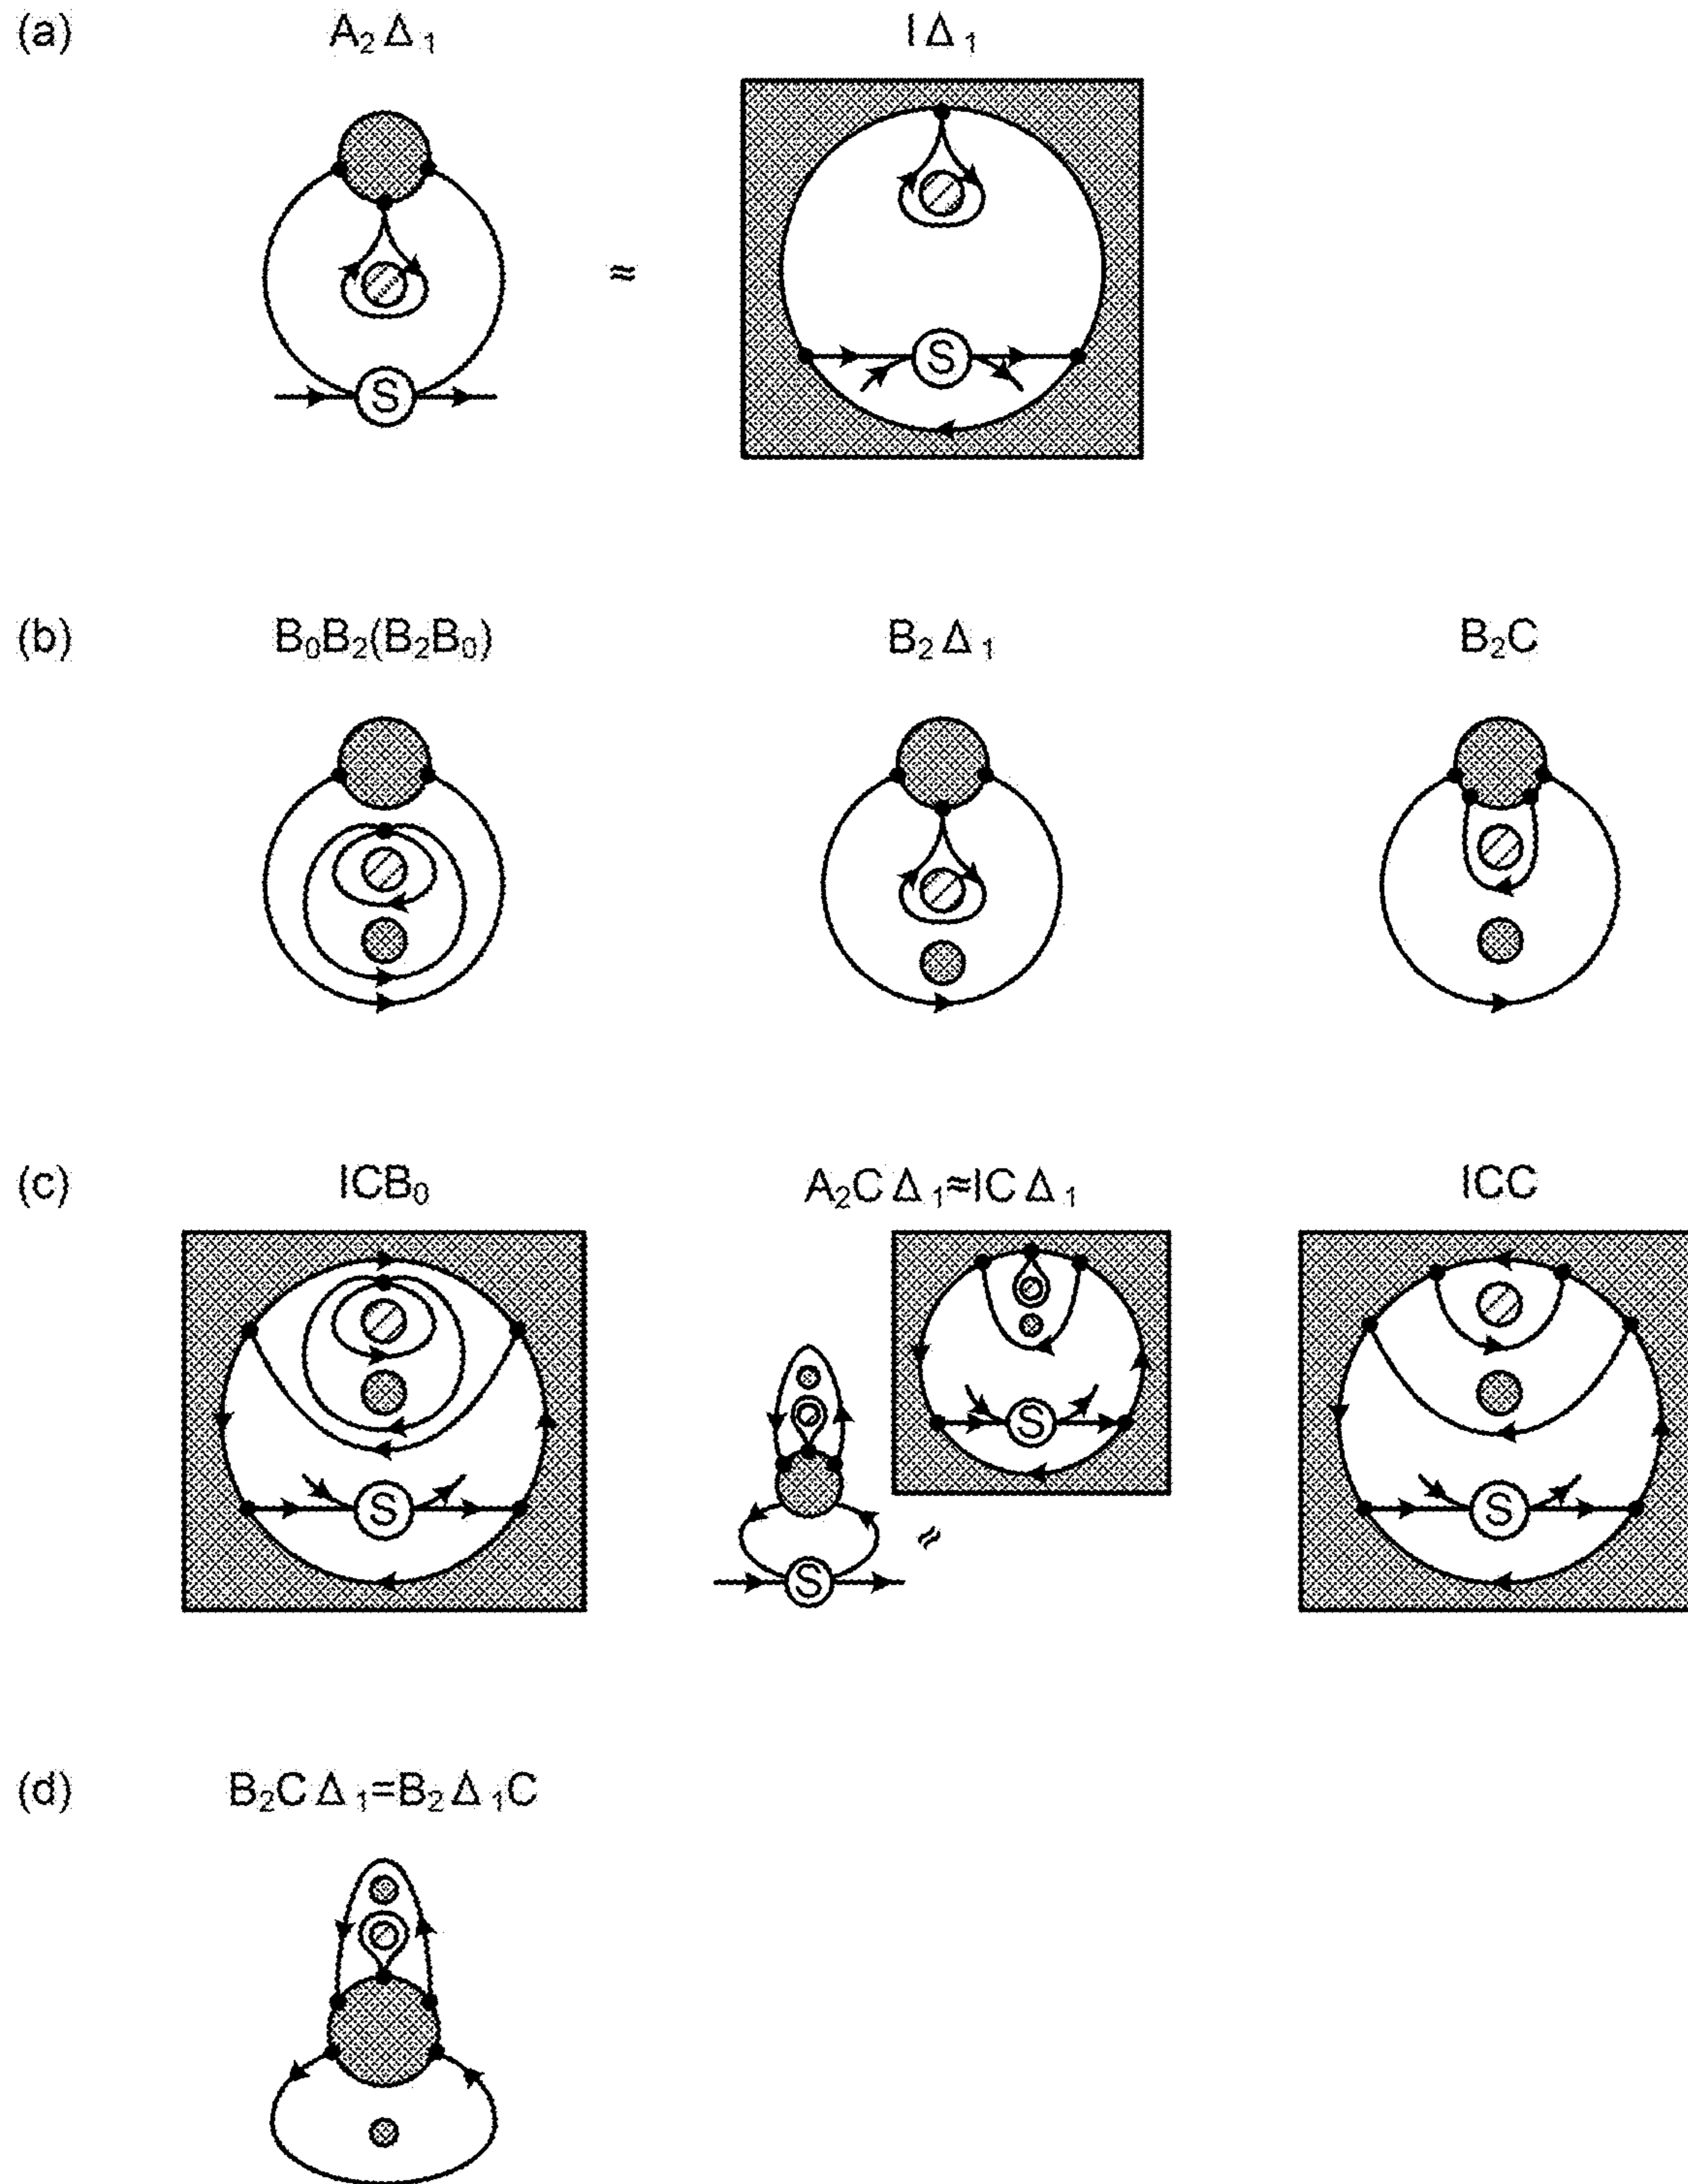 (a) A₂Δ₁ IΔ₁
≈
S
S
(b) B₀B₂(B₂B₀) B₂Δ₁ B₂C
(c) ICB₀ A₂CΔ₁≈ICΔ₁ ICC
S
S
S
≈
S
(d) B₂CΔ₁=B₂Δ₁C